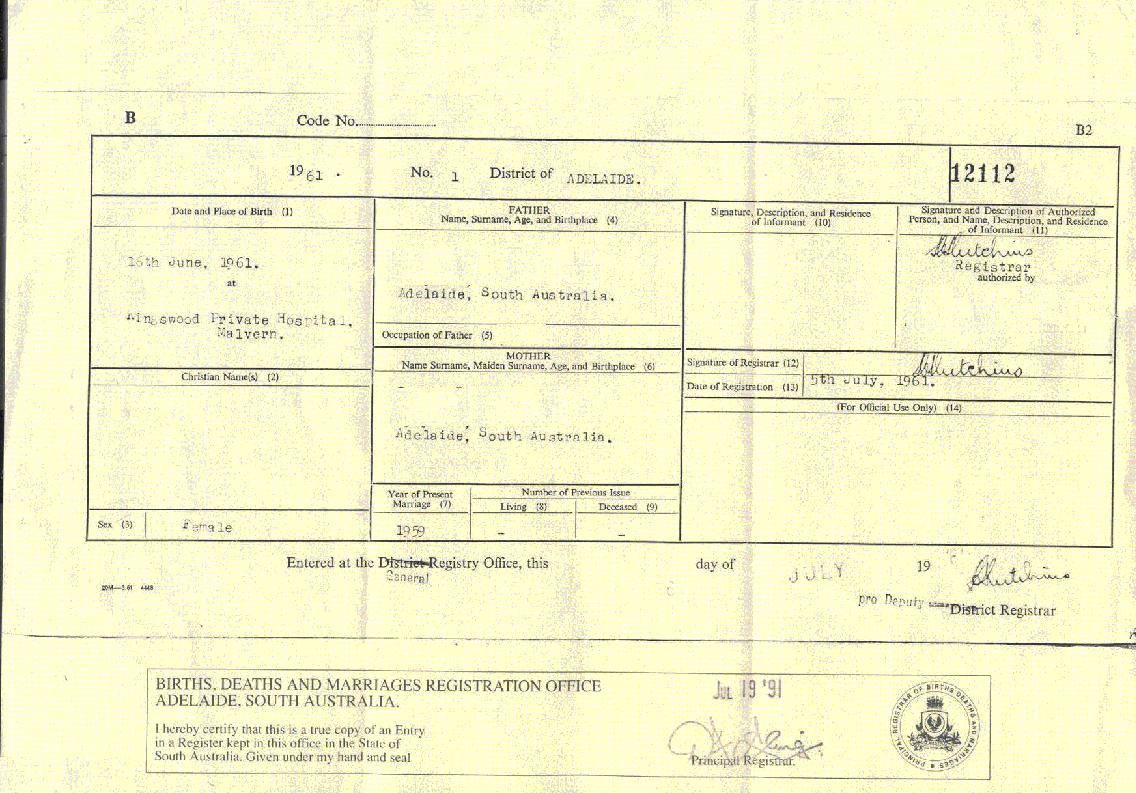 B
Code No.
B2
1961 .
No. 1 District of ADELAIDE.
12112
Date and Place of Birth (1)
16th June, 1961.
at
Kingswood Private Hospital,
Malvern.
Christian Name(s) (2)
Sex (3) Female
FATHER
Name, Surname, Age, and Birthplace (4)
Adelaide, South Australia.
Occupation of Father (5)
MOTHER
Name Surname, Maiden Surname, Age, and Birthplace (6)
- -
Adelaide, South Australia.
Year of Present
Marriage (7)
1959
Number of Previous Issue
Living (8) Deceased (9)
- -
Signature, Description, and Residence
of Informant (10)
Signature and Description of Authorized
Person, and Name, Description, and Residence
of Informant (11)
Hutchins
Registrar
authorized by
Signature of Registrar (12) Hutchins
Date of Registration (13) 5th July, 1961.
(For Official Use Only) (14)
Entered at the District Registry Office, this day of JULY 19
General
Hutchins
pro Deputy District Registrar
20M—3.61 4448
BIRTHS, DEATHS AND MARRIAGES REGISTRATION OFFICE
ADELAIDE, SOUTH AUSTRALIA.
I hereby certify that this is a true copy of an Entry
in a Register kept in this office in the State of
South Australia. Given under my hand and seal
JUL 19 '91
Principal Registrar.
PRINCIPAL REGISTRAR OF BIRTHS DEATHS AND MARRIAGES